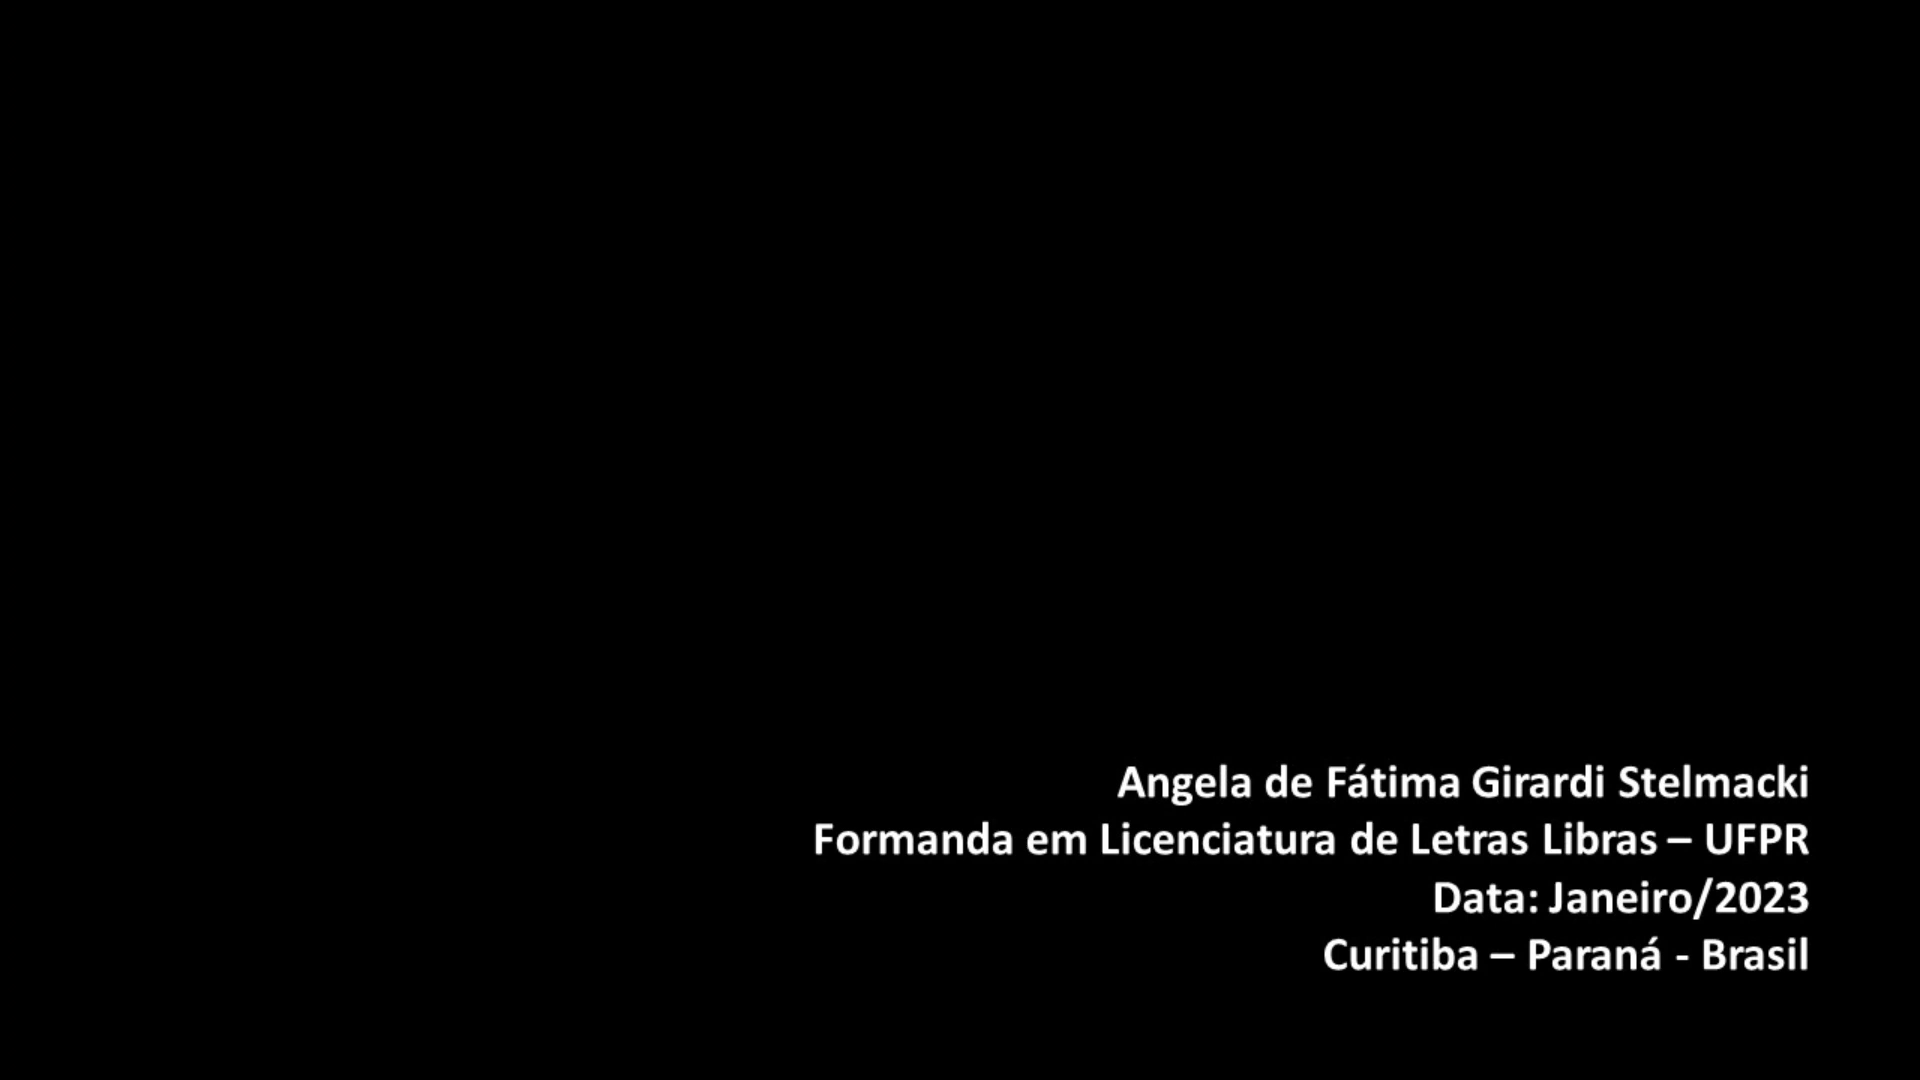 Angela de Fátima Girardi Stelmacki
Formanda em Licenciatura de Letras Libras – UFPR
Data: Janeiro/2023
Curitiba – Paraná - Brasil